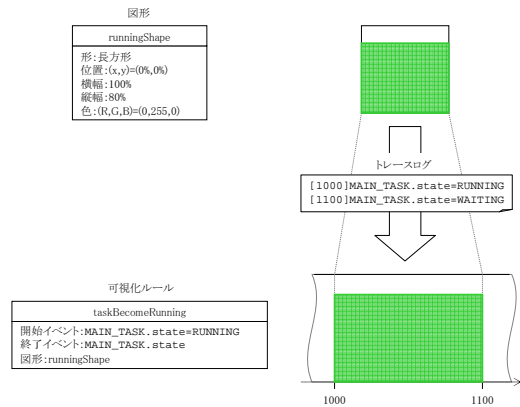 図形
runningShape
形:長方形
位置:(x,y)=(0%,0%)
横幅:100%
縦幅:80%
色:(R,G,B)=(0,255,0)
トレースログ
[1000]MAIN_TASK.state=RUNNING
[1100]MAIN_TASK.state=WAITING
可視化ルール
taskBecomeRunning
開始イベント:MAIN_TASK.state=RUNNING
終了イベント:MAIN_TASK.state
図形:runningShape
1000
1100